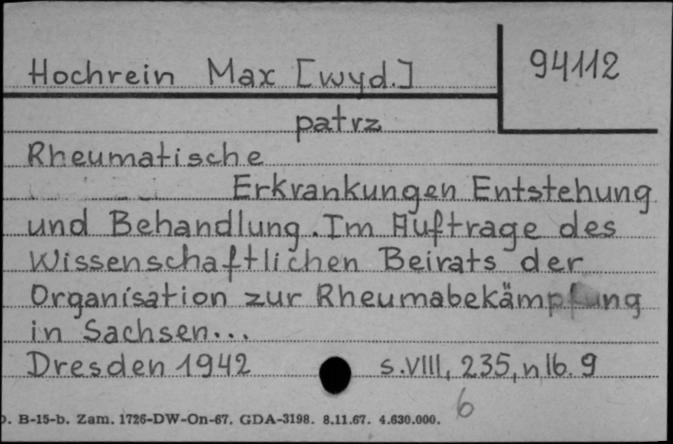 Hochrein Max [wyd.]
94112
patrz
Rheumatische
Erkrankungen Entstehung
und Behandlung. Im Auftrage des
Wissenschaftlichen Beirats der
Organisation zur Rheumabekämpfung
in Sachsen...
Dresden 1942 s. VIII, 235, nlb. 9
6
B-15-b. Zam. 1726-DW-On-67. GDA-3198. 8.11.67. 4.630.000.